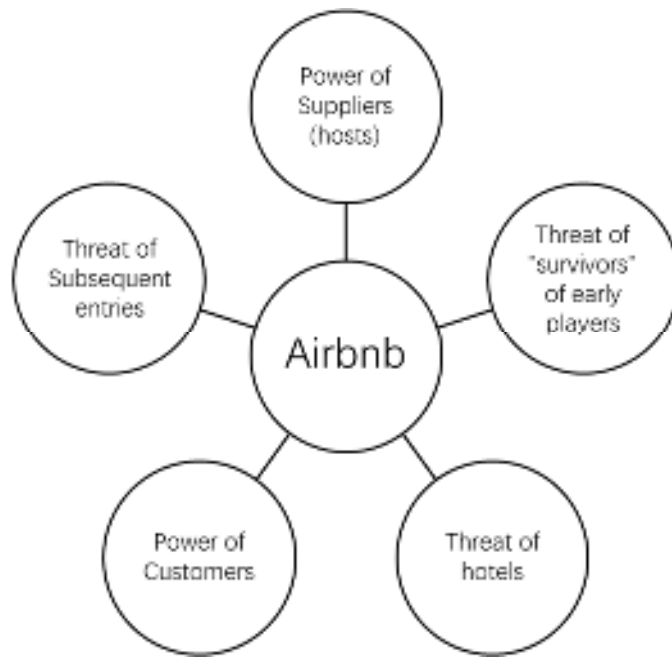 Power of
Suppliers
(hosts)
Threat of
Subsequent
entries
Threat of
"survivors"
of early
players
Airbnb
Power of
Customers
Threat of
hotels